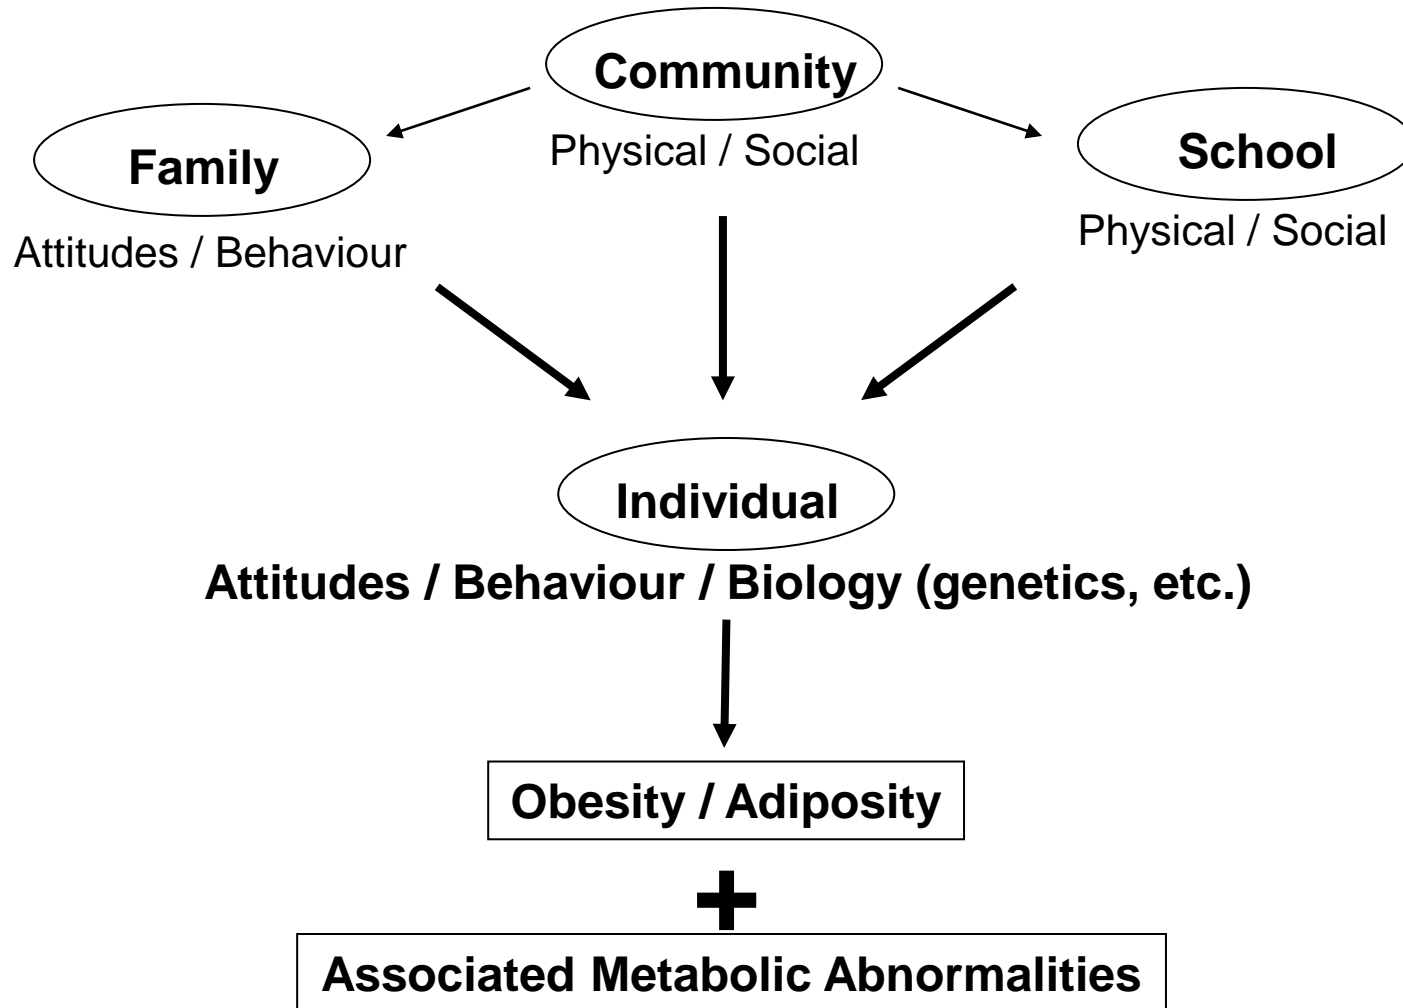 Community
Physical / Social
Family
Attitudes / Behaviour
School
Physical / Social
Individual
Attitudes / Behaviour / Biology (genetics, etc.)
Obesity / Adiposity
+
Associated Metabolic Abnormalities